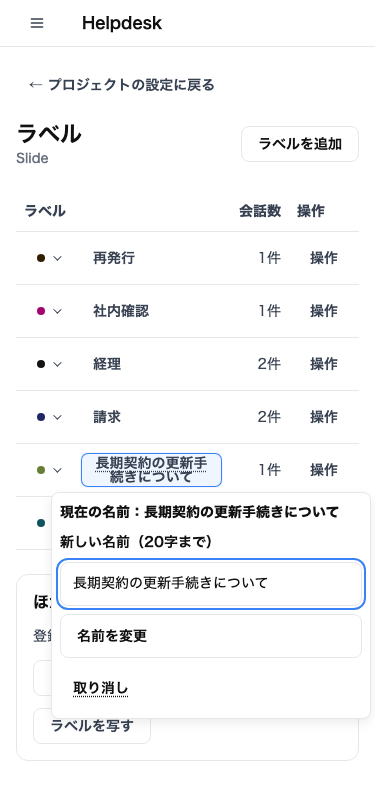 Helpdesk
← プロジェクトの設定に戻る
ラベル
Slide
ラベルを追加
ラベル 会話数 操作
再発行 1件 操作
社内確認 1件 操作
経理 2件 操作
請求 2件 操作
長期契約の更新手
続きについて
1件 操作
現在の名前：長期契約の更新手続きについて
新しい名前（20字まで）
長期契約の更新手続きについて
名前を変更
取り消し
ラベルを写す